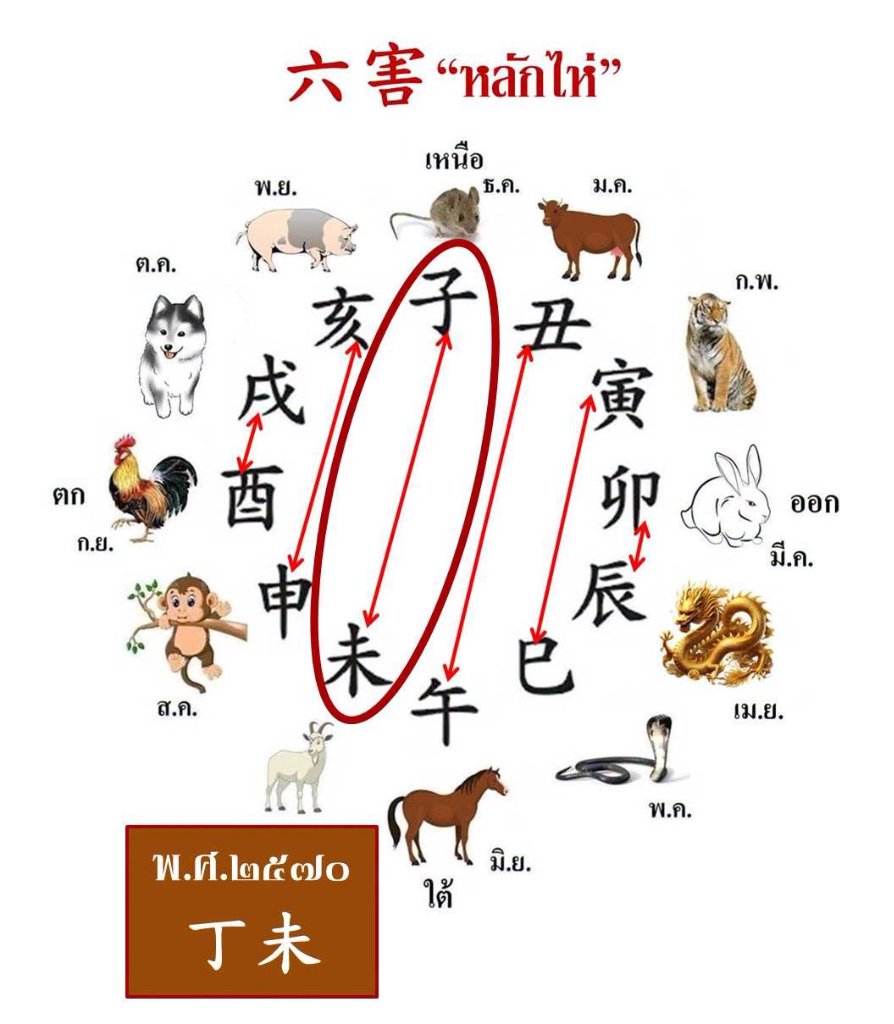 六害 “หลักไห่”
เหนือ
ธ.ค.
ม.ค.
ก.พ.
ออก
มี.ค.
เม.ย.
พ.ค.
มิ.ย.
ใต้
ส.ค.
ตก
ก.ย.
ต.ค.
พ.ย.
子
丑
寅
卯
辰
巳
午
未
申
酉
戌
亥
พ.ศ.๒๕๗๐
丁未